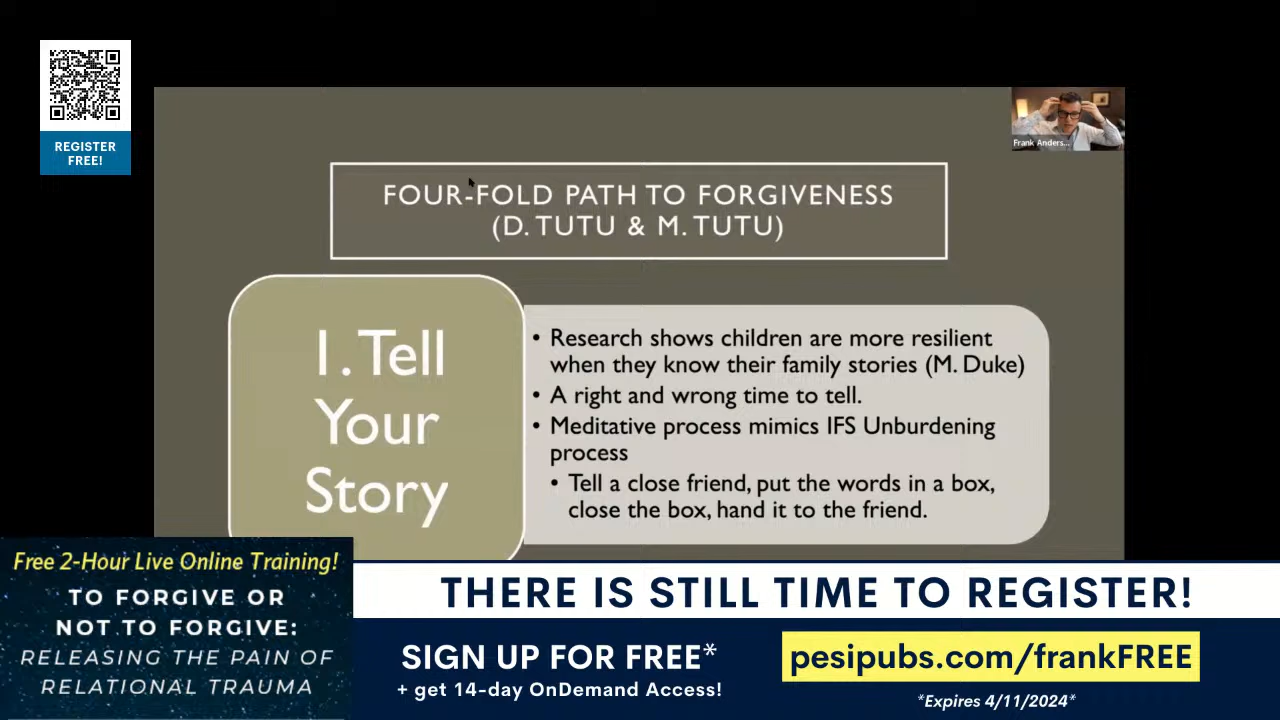 REGISTER
FREE!
Frank Anders...
FOUR-FOLD PATH TO FORGIVENESS
(D. TUTU & M. TUTU)
1. Tell
Your
Story
• Research shows children are more resilient
when they know their family stories (M. Duke)
• A right and wrong time to tell.
• Meditative process mimics IFS Unburdening
process
• Tell a close friend, put the words in a box,
close the box, hand it to the friend.
Free 2-Hour Live Online Training!
TO FORGIVE OR
NOT TO FORGIVE:
RELEASING THE PAIN OF
RELATIONAL TRAUMA
THERE IS STILL TIME TO REGISTER!
SIGN UP FOR FREE*
+ get 14-day OnDemand Access!
pesipubs.com/frankFREE
*Expires 4/11/2024*